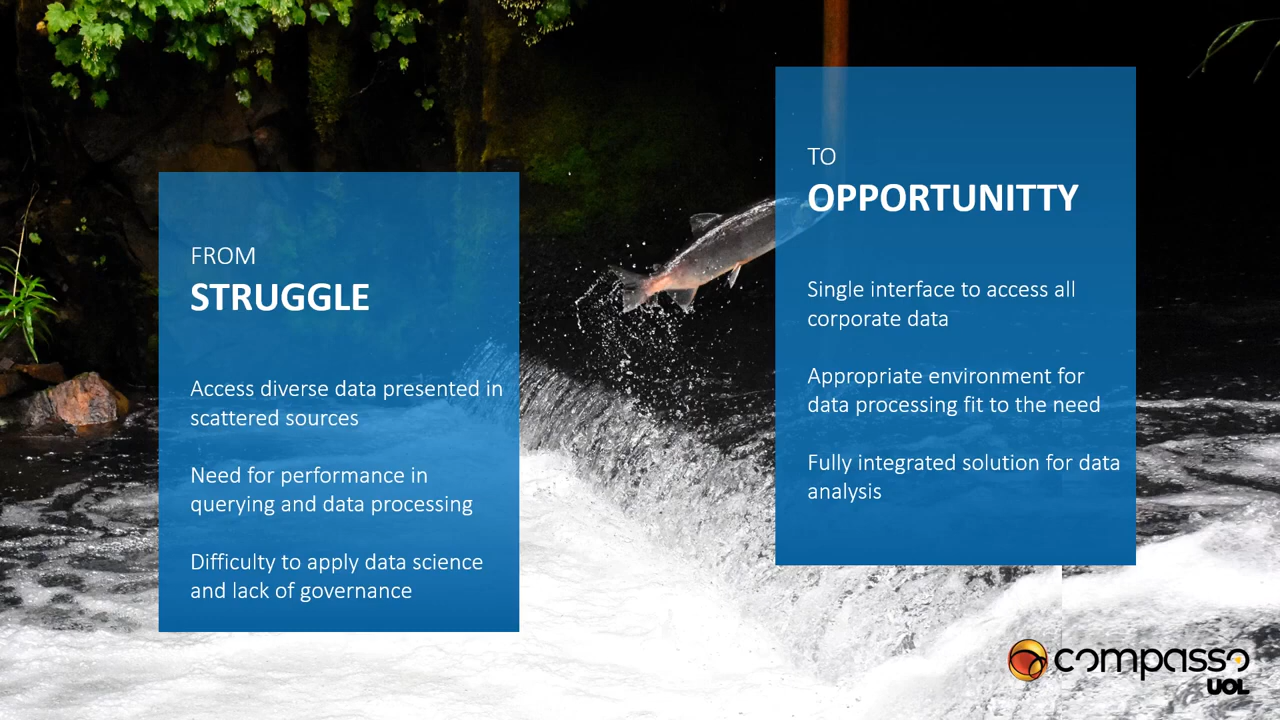 FROM
STRUGGLE
Access diverse data presented in
scattered sources
Need for performance in
querying and data processing
Difficulty to apply data science
and lack of governance
TO
OPPORTUNITTY
Single interface to access all
corporate data
Appropriate environment for
data processing fit to the need
Fully integrated solution for data
analysis
compasso
UOL